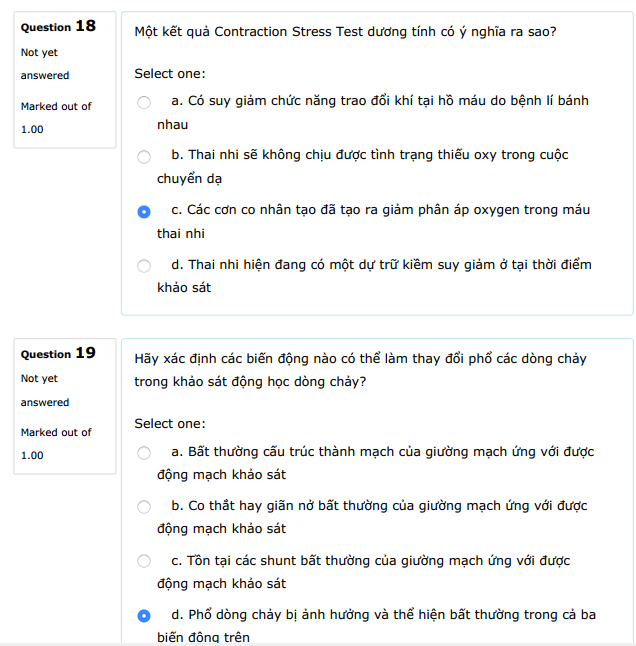 Question 18
Not yet
answered
Marked out of
1.00
Một kết quả Contraction Stress Test dương tính có ý nghĩa ra sao?
Select one:
a. Có suy giảm chức năng trao đổi khí tại hồ máu do bệnh lí bánh
nhau
b. Thai nhi sẽ không chịu được tình trạng thiếu oxy trong cuộc
chuyển dạ
c. Các cơn co nhân tạo đã tạo ra giảm phân áp oxygen trong máu
thai nhi
d. Thai nhi hiện đang có một dự trữ kiềm suy giảm ở tại thời điểm
khảo sát
Question 19
Not yet
answered
Marked out of
1.00
Hãy xác định các biến động nào có thể làm thay đổi phổ các dòng chảy
trong khảo sát động học dòng chảy?
Select one:
a. Bất thường cấu trúc thành mạch của giường mạch ứng với được
động mạch khảo sát
b. Co thắt hay giãn nở bất thường của giường mạch ứng với được
động mạch khảo sát
c. Tồn tại các shunt bất thường của giường mạch ứng với được
động mạch khảo sát
d. Phổ dòng chảy bị ảnh hưởng và thể hiện bất thường trong cả ba
biến động trên